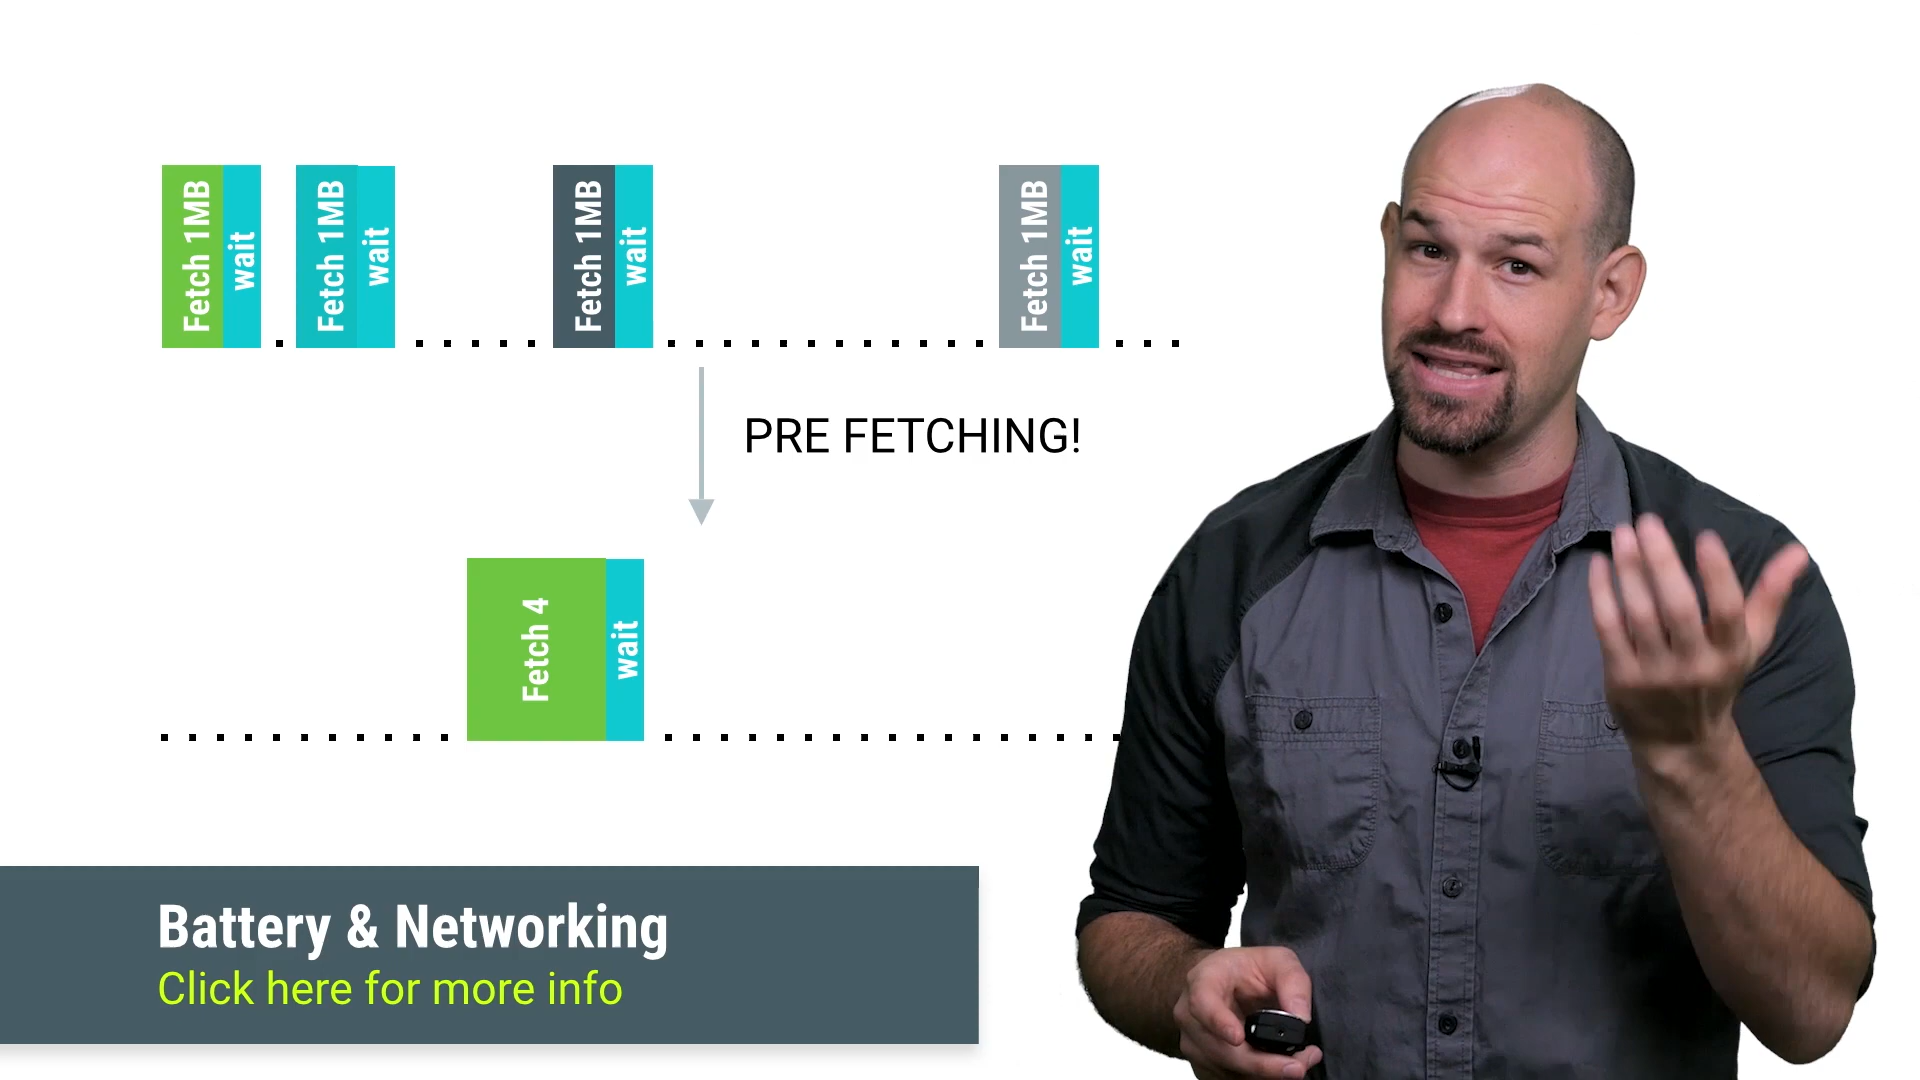 Fetch 1MB
wait
Fetch 1MB
wait
Fetch 1MB
wait
Fetch 1MB
wait
PRE FETCHING!
Fetch 4
wait
Battery & Networking
Click here for more info